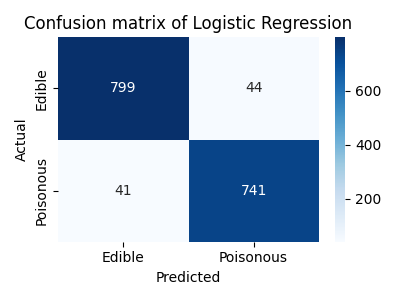 Confusion matrix of Logistic Regression
Actual
Edible
799
44
600
400
Poisonous
41
741
200
Edible
Poisonous
Predicted